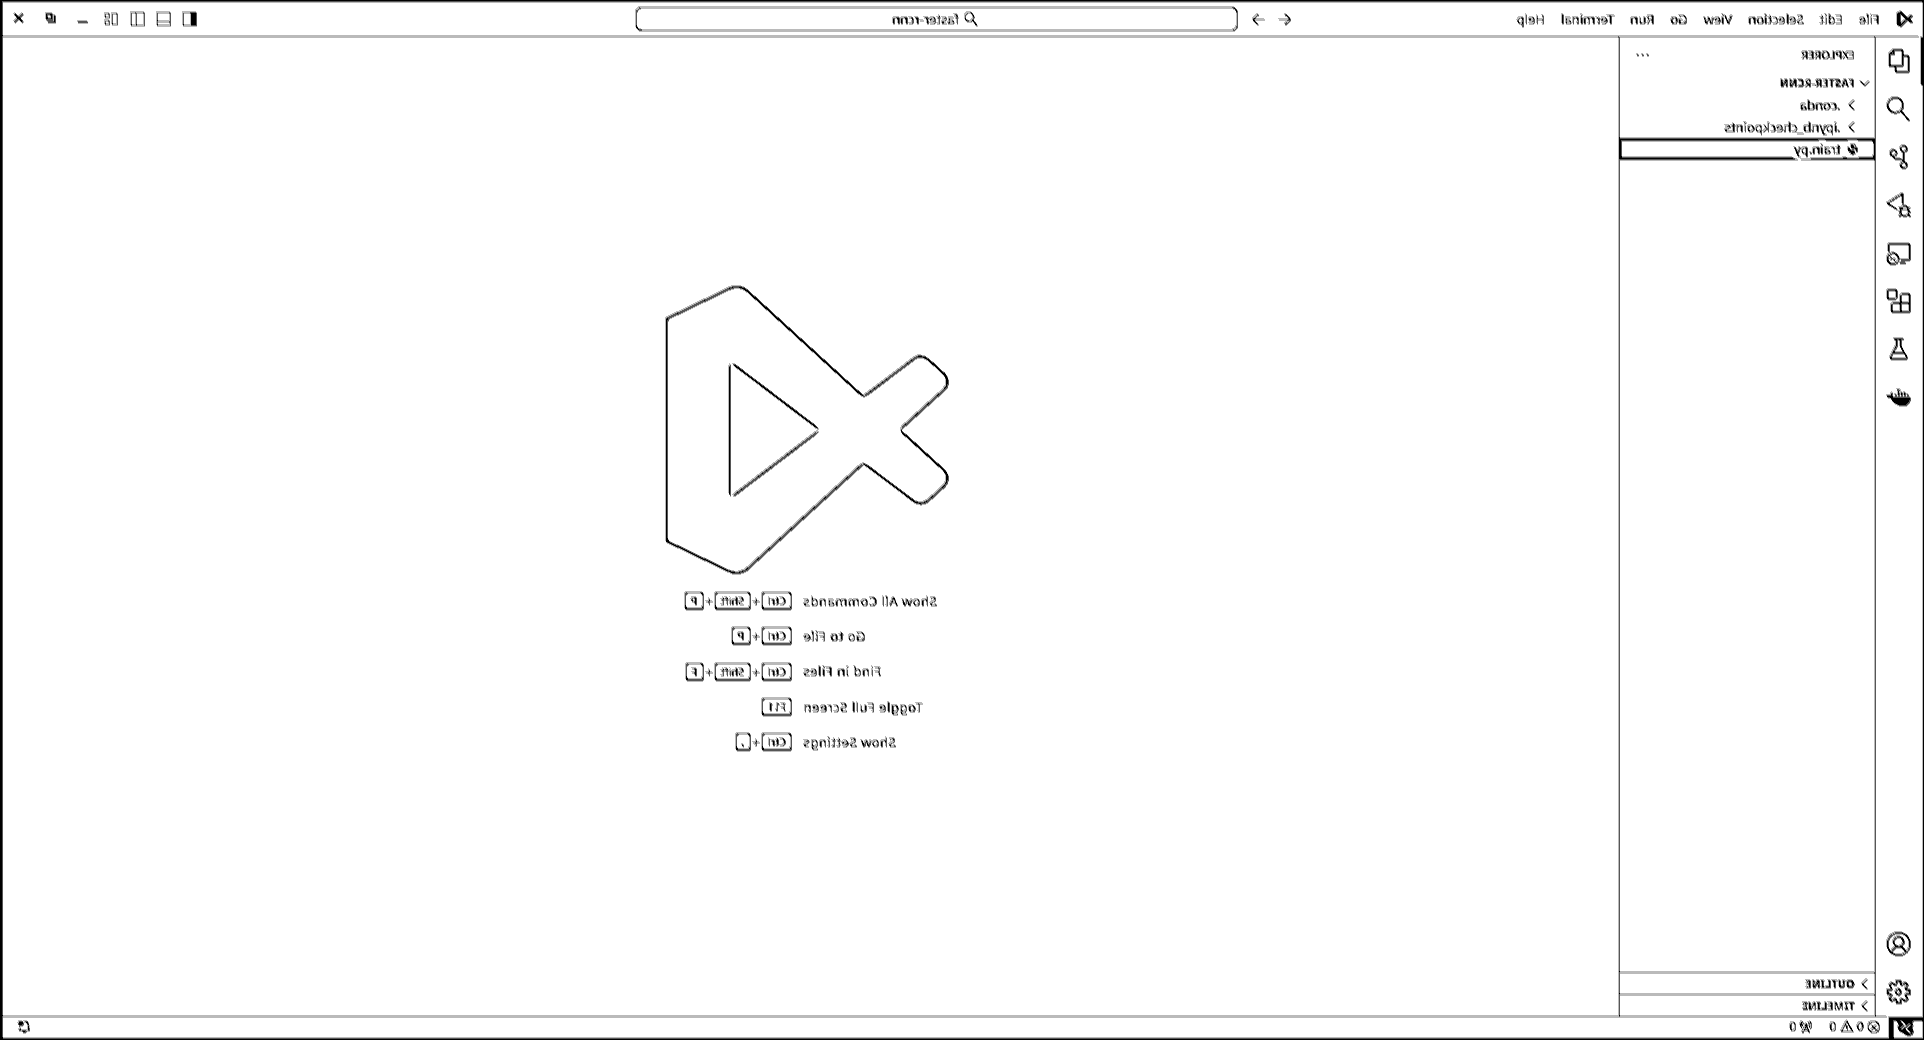 File Edit Selection View Go Run Terminal Help
faster-rcnn
EXPLORER
FASTER-RCNN
.conda
.ipynb_checkpoints
train.py
Show All Commands Ctrl + Shift + P
Go to File Ctrl + P
Find in Files Ctrl + Shift + F
Toggle Full Screen F11
Show Settings Ctrl + ,
OUTLINE
TIMELINE
0 0 0